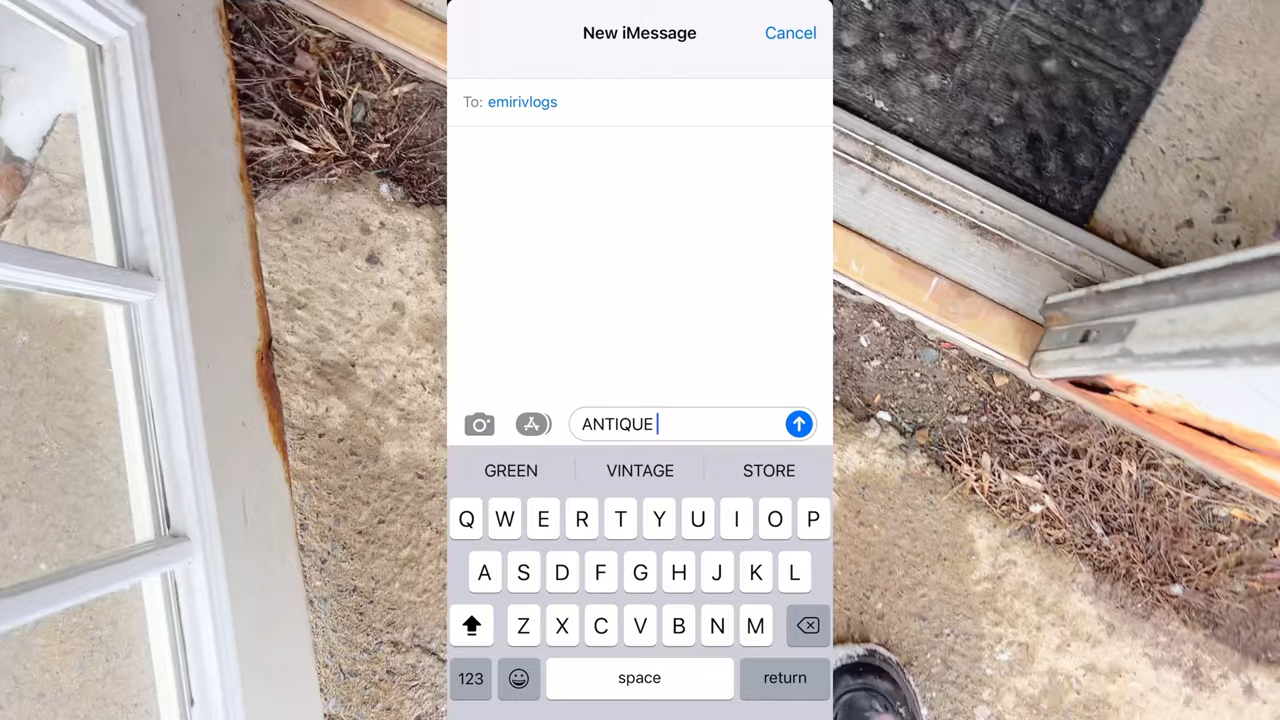 New iMessage
Cancel
To: emirivlogs
ANTIQUE
GREEN
VINTAGE
STORE
Q W E R T Y U I O P
A S D F G H J K L
Z X C V B N M
123
space
return